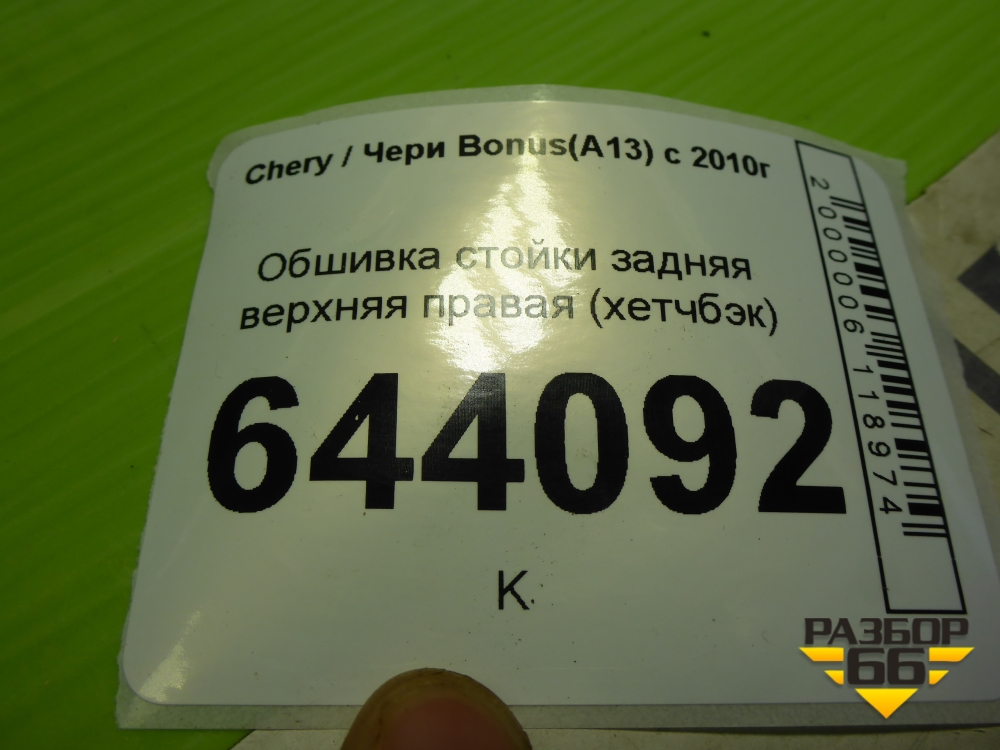 Chery / Чери Bonus(A13) с 2010г
Обшивка стойки задняя
верхняя правая (хетчбэк)
644092
К.
2000006118974
РАЗБОР
66